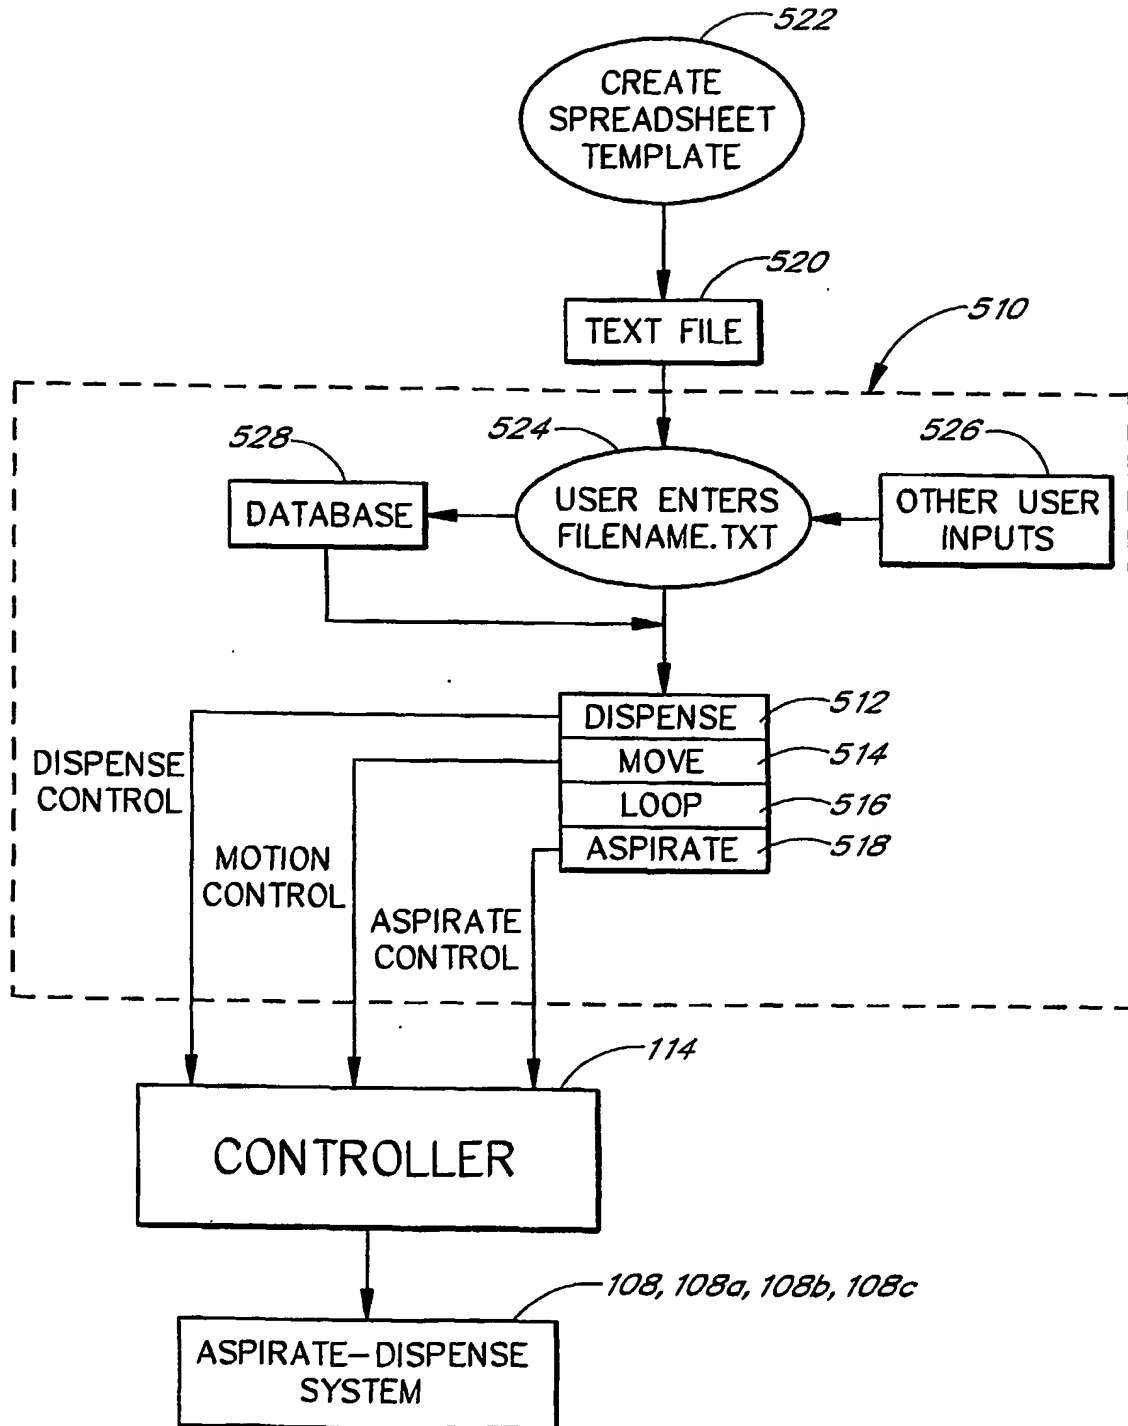 522
CREATE
SPREADSHEET
TEMPLATE
520
TEXT FILE
510
528
524
526
DATABASE
USER ENTERS
FILENAME.TXT
OTHER USER
INPUTS
DISPENSE
512
MOVE
514
LOOP
516
ASPIRATE
518
DISPENSE
CONTROL
MOTION
CONTROL
ASPIRATE
CONTROL
114
CONTROLLER
108, 108a, 108b, 108c
ASPIRATE-DISPENSE
SYSTEM